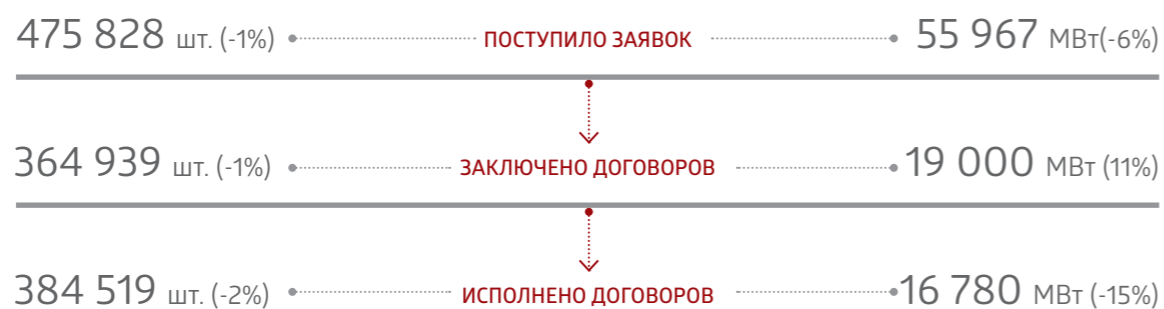 475 828 шт. (-1%) ПОСТУПИЛО ЗАЯВОК 55 967 МВт(-6%)
364 939 шт. (-1%) ЗАКЛЮЧЕНО ДОГОВОРОВ 19 000 МВт (11%)
384 519 шт. (-2%) ИСПОЛНЕНО ДОГОВОРОВ 16 780 МВт (-15%)